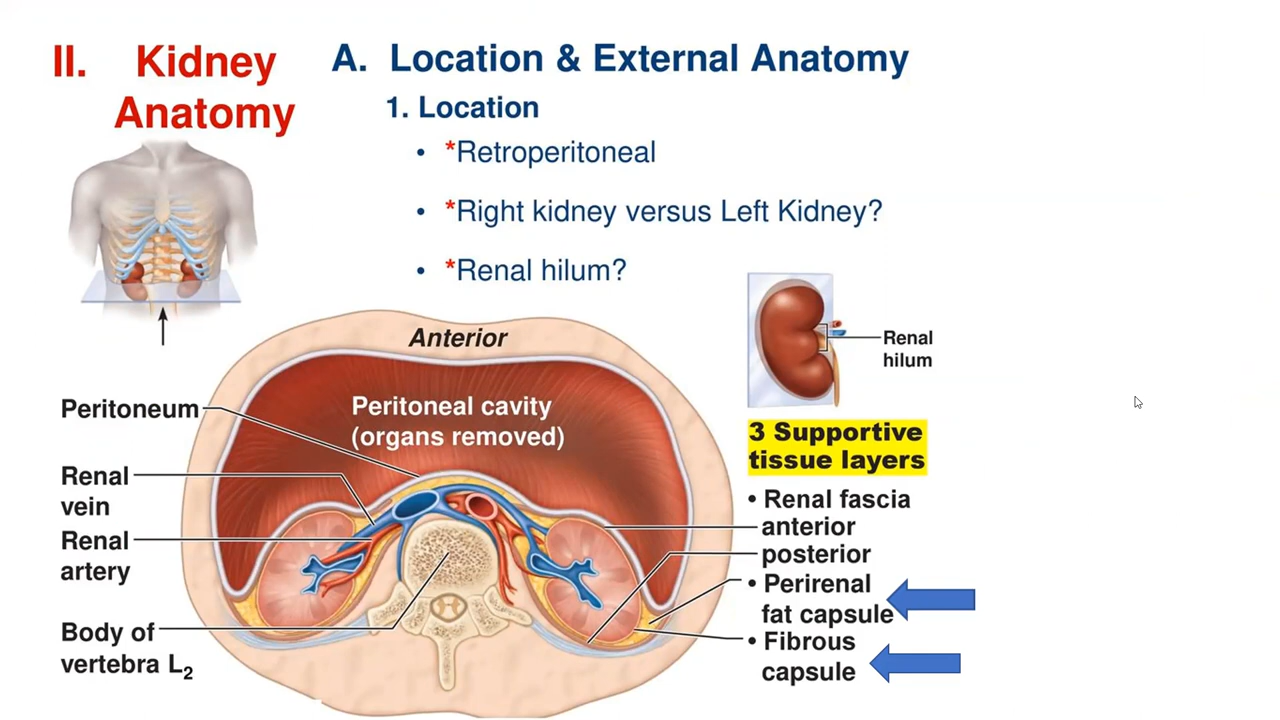 II. Kidney
Anatomy
A. Location & External Anatomy
1. Location
• *Retroperitoneal
• *Right kidney versus Left Kidney?
• *Renal hilum?
Anterior
Peritoneal cavity
(organs removed)
Peritoneum
Renal
vein
Renal
artery
Body of
vertebra L₂
Renal
hilum
3 Supportive
tissue layers
• Renal fascia
anterior
posterior
• Perirenal
fat capsule
• Fibrous
capsule